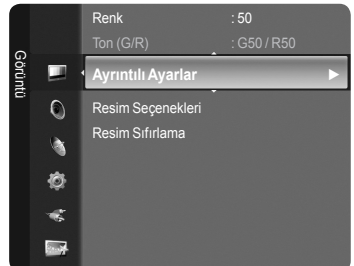 Görüntü
Renk : 50
Ton (G/R) : G50 / R50
Ayrıntılı Ayarlar
Resim Seçenekleri
Resim Sıfırlama